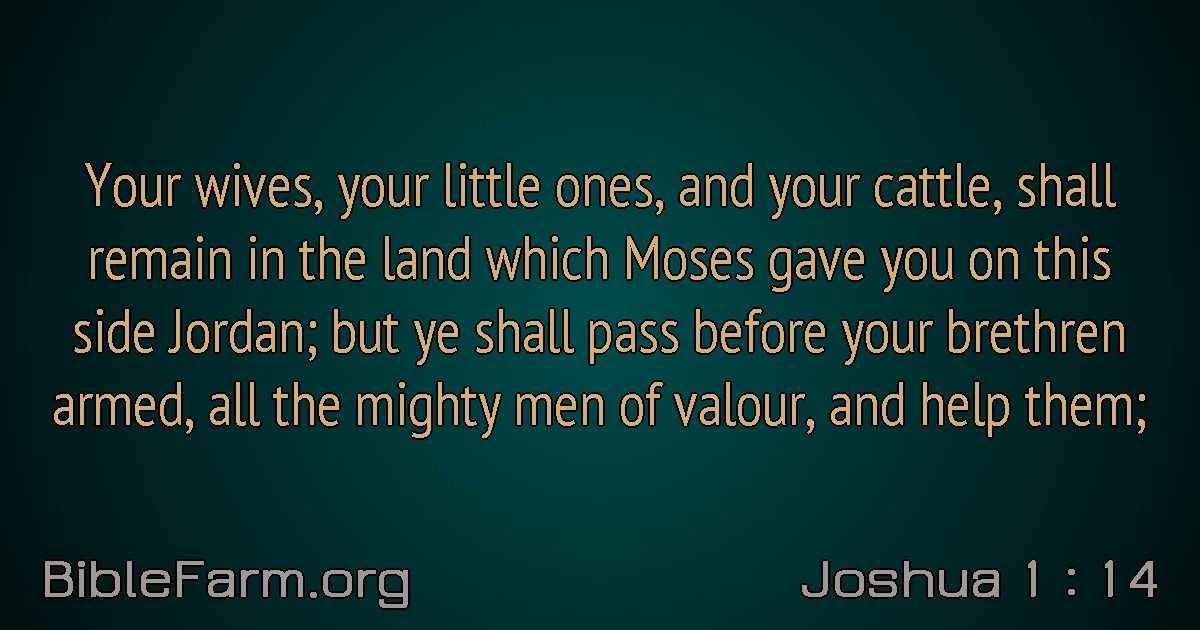 Your wives, your little ones, and your cattle, shall
remain in the land which Moses gave you on this
side Jordan; but ye shall pass before your brethren
armed, all the mighty men of valour, and help them;
BibleFarm.org
Joshua 1 : 14